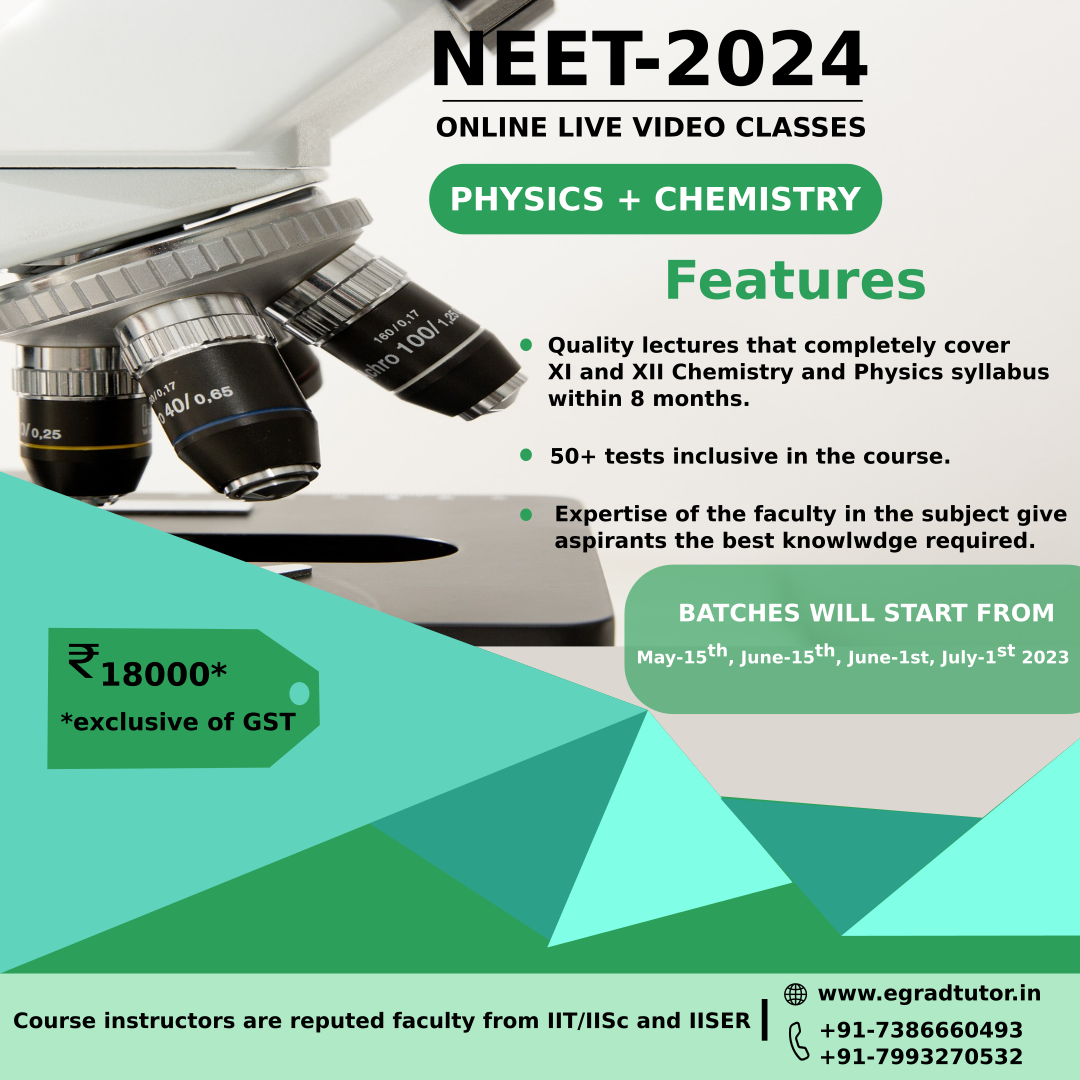 NEET-2024
ONLINE LIVE VIDEO CLASSES
PHYSICS + CHEMISTRY
Features
Quality lectures that completely cover
XI and XII Chemistry and Physics syllabus
within 8 months.
50+ tests inclusive in the course.
Expertise of the faculty in the subject give
aspirants the best knowlwdge required.
BATCHES WILL START FROM
May-15th, June-15th, June-1st, July-1st 2023
₹18000*
*exclusive of GST
160/0,17
chro 100/1,25
0/0,17
o 40/0,65
0/0,25
Course instructors are reputed faculty from IIT/IISc and IISER
www.egradtutor.in
+91-7386660493
+91-7993270532